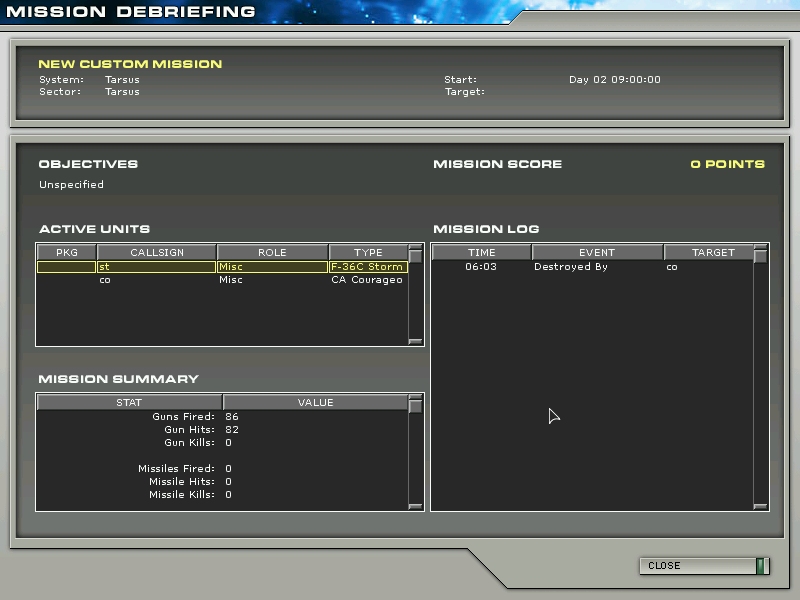 MISSION DEBRIEFING
NEW CUSTOM MISSION
System: Tarsus Start: Day 02 09:00:00
Sector: Tarsus Target:
OBJECTIVES
Unspecified
MISSION SCORE 0 POINTS
ACTIVE UNITS
PKG CALLSIGN ROLE TYPE
st Misc F-36C Storm
co Misc CA Courageo
MISSION LOG
TIME EVENT TARGET
06:03 Destroyed By co
MISSION SUMMARY
STAT VALUE
Guns Fired: 86
Gun Hits: 82
Gun Kills: 0
Missiles Fired: 0
Missile Hits: 0
Missile Kills: 0
CLOSE